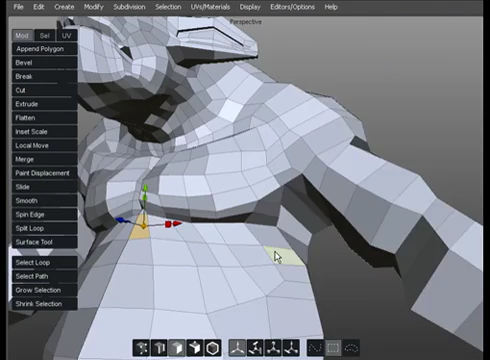 File Edit Create Modify Subdivision Selection UVs/Materials Display Editors/Options Help
Perspective
Mod Sel UV
Append Polygon
Bevel
Break
Cut
Extrude
Flatten
Inset Scale
Local Move
Merge
Paint Displacement
Slide
Smooth
Spin Edge
Split Loop
Surface Tool
Select Loop
Select Path
Grow Selection
Shrink Selection